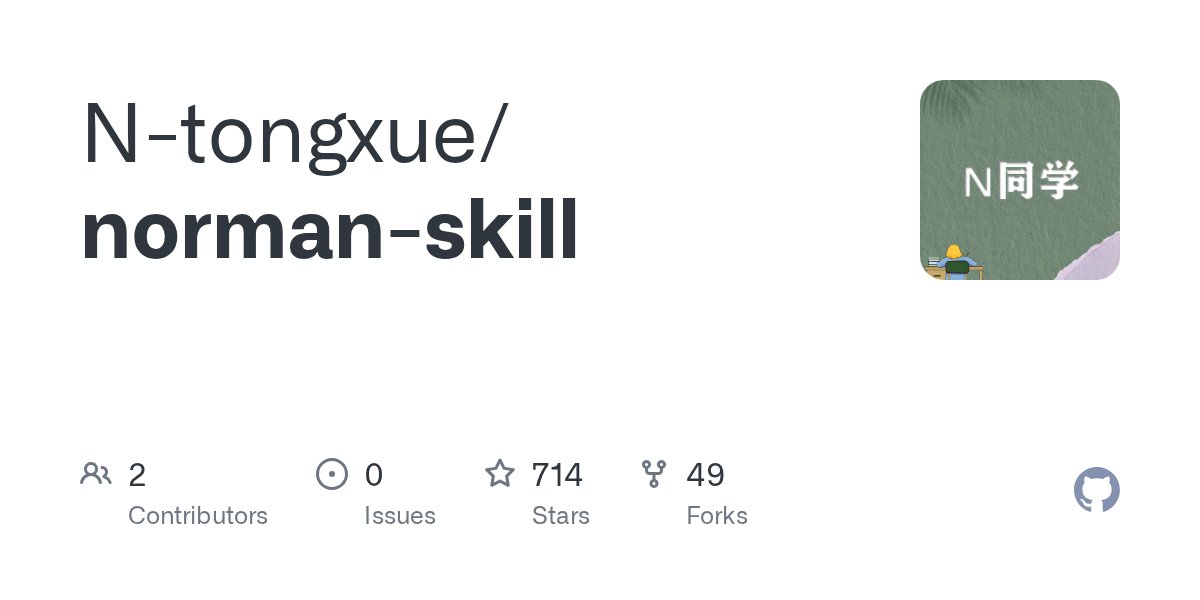 N-tongxue/
norman-skill
N同学
2
Contributors
0
Issues
714
Stars
49
Forks